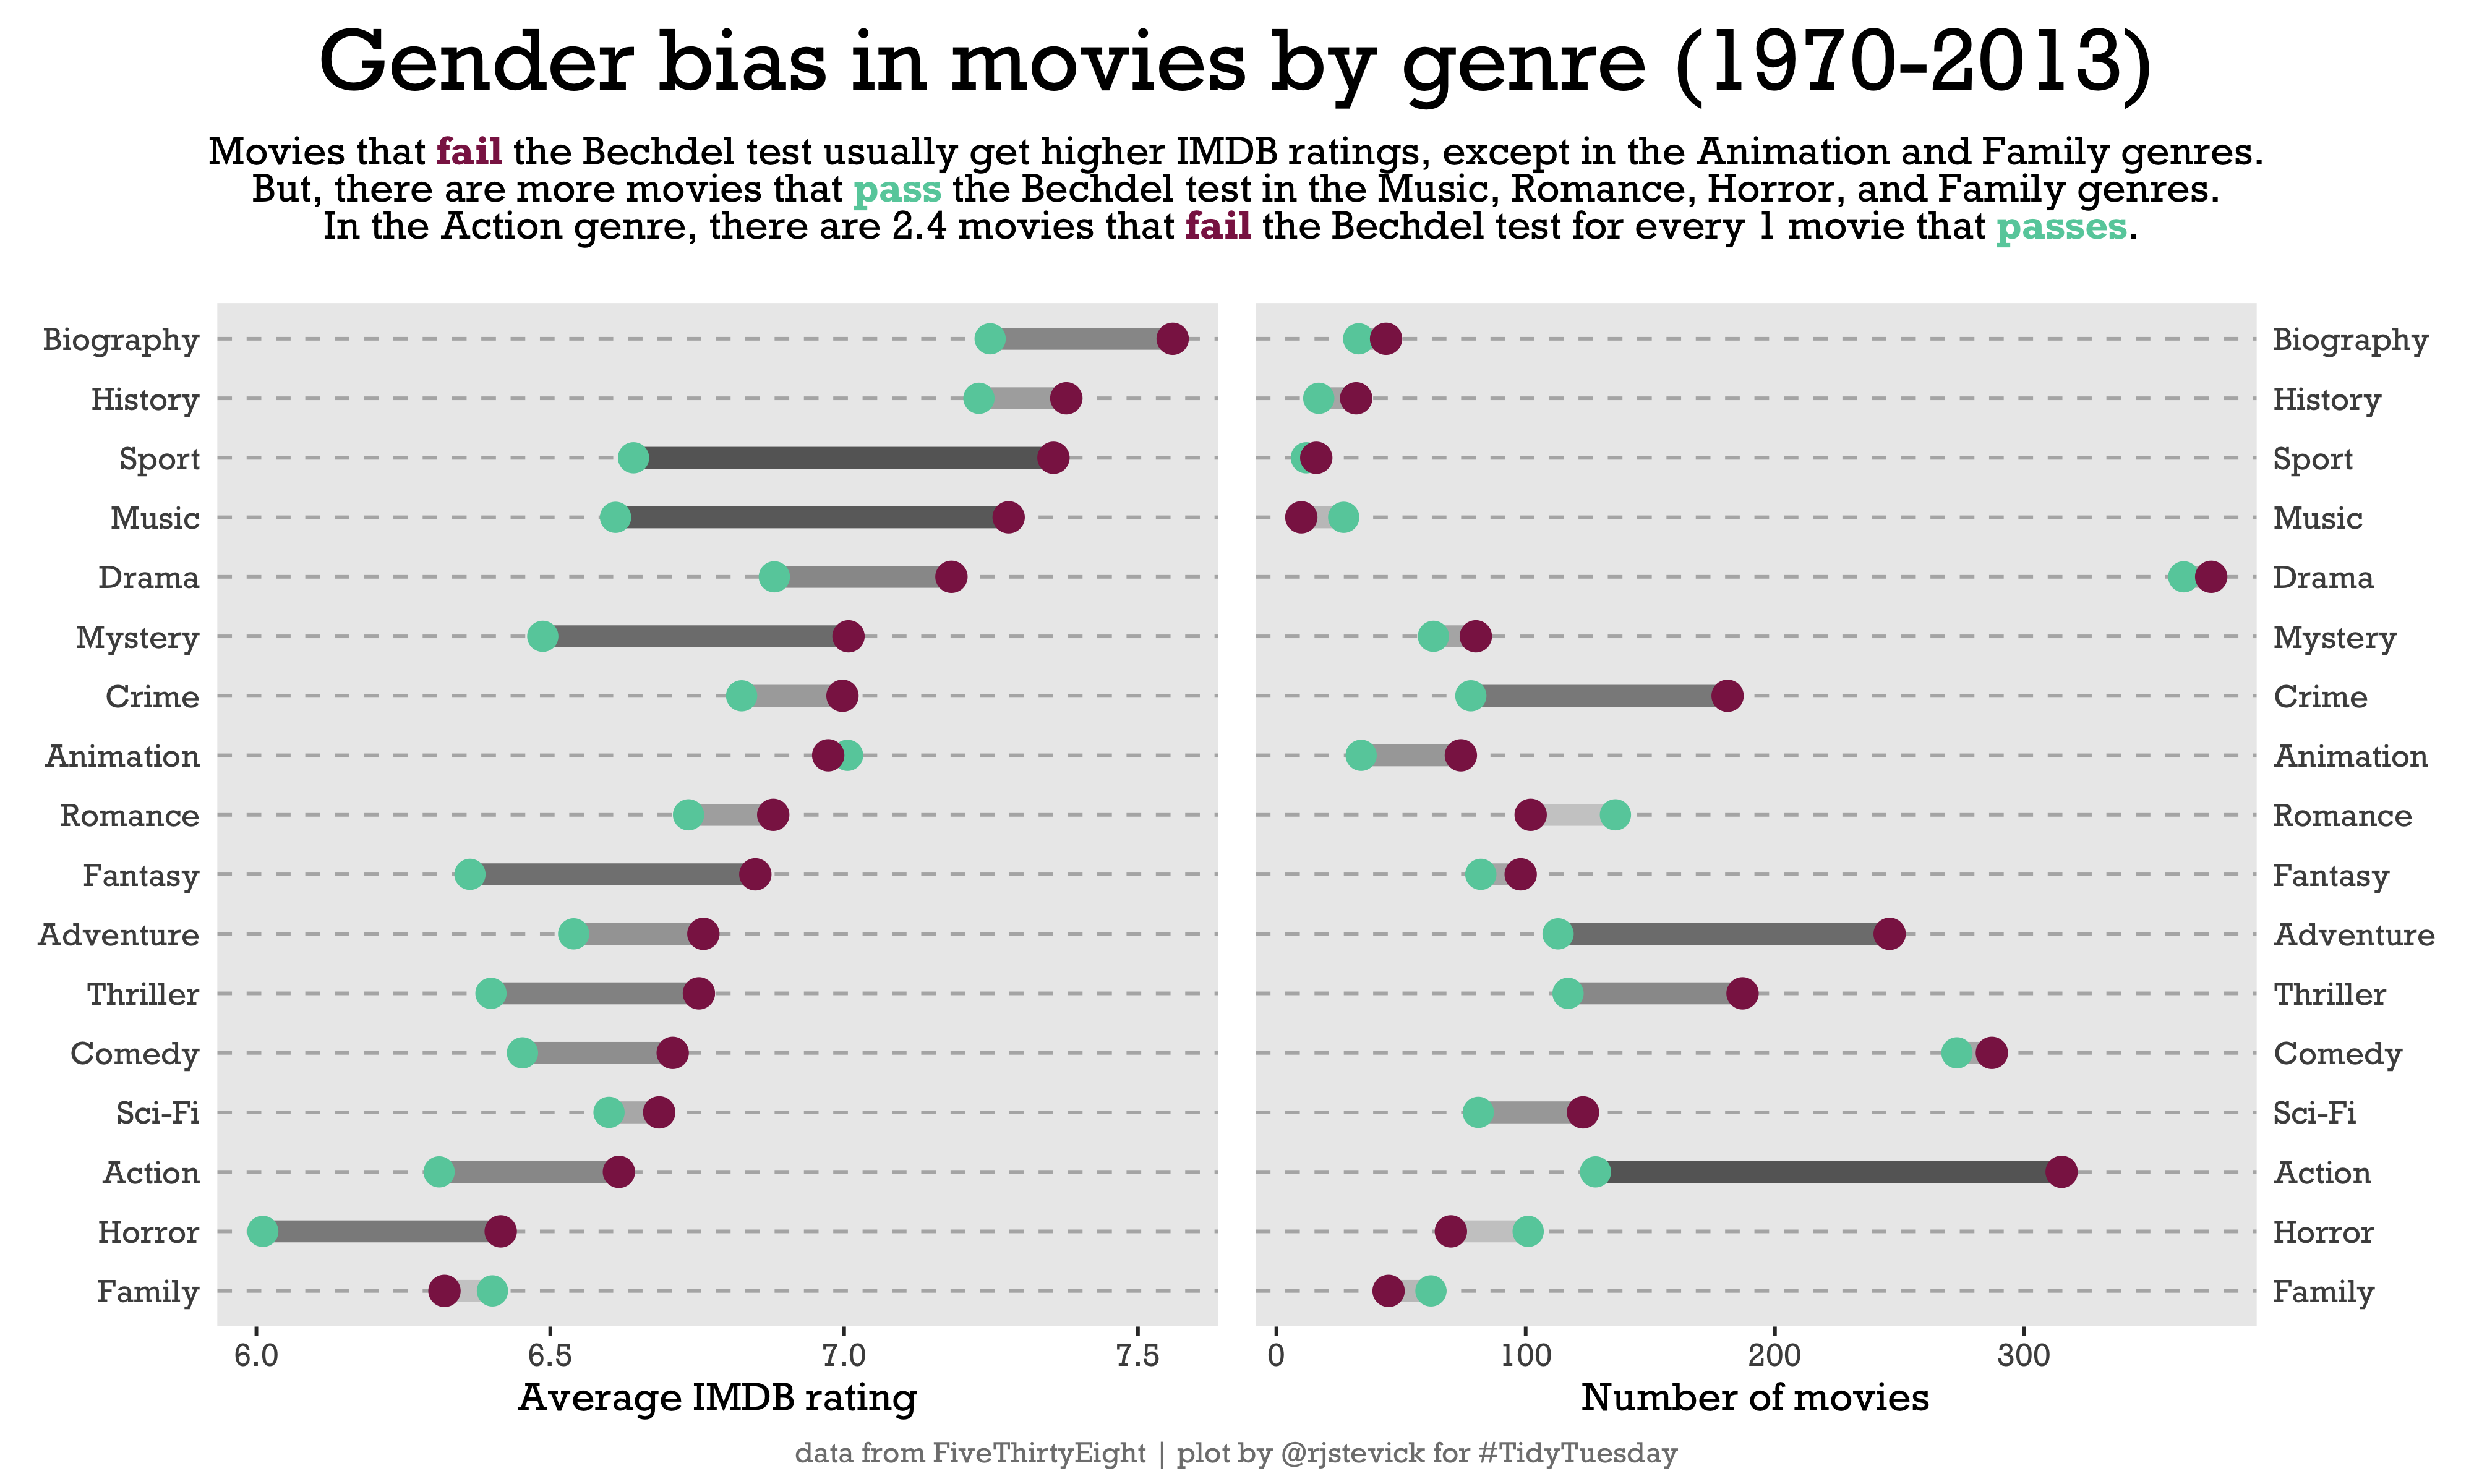 Gender bias in movies by genre (1970-2013)
Movies that fail the Bechdel test usually get higher IMDB ratings, except in the Animation and Family genres.
But, there are more movies that pass the Bechdel test in the Music, Romance, Horror, and Family genres.
In the Action genre, there are 2.4 movies that fail the Bechdel test for every 1 movie that passes.
Biography
History
Sport
Music
Drama
Mystery
Crime
Animation
Romance
Fantasy
Adventure
Thriller
Comedy
Sci-Fi
Action
Horror
Family
6.0 6.5 7.0 7.5
Average IMDB rating
Biography
History
Sport
Music
Drama
Mystery
Crime
Animation
Romance
Fantasy
Adventure
Thriller
Comedy
Sci-Fi
Action
Horror
Family
0 100 200 300
Number of movies
data from FiveThirtyEight | plot by @rjstevick for #TidyTuesday